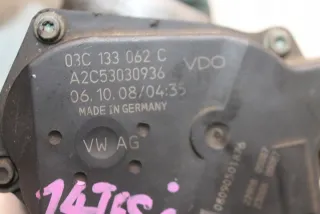 03C 133 062 C
VDO
A2C53030936
06.10.08/04:35
MADE IN GERMANY
VW AG